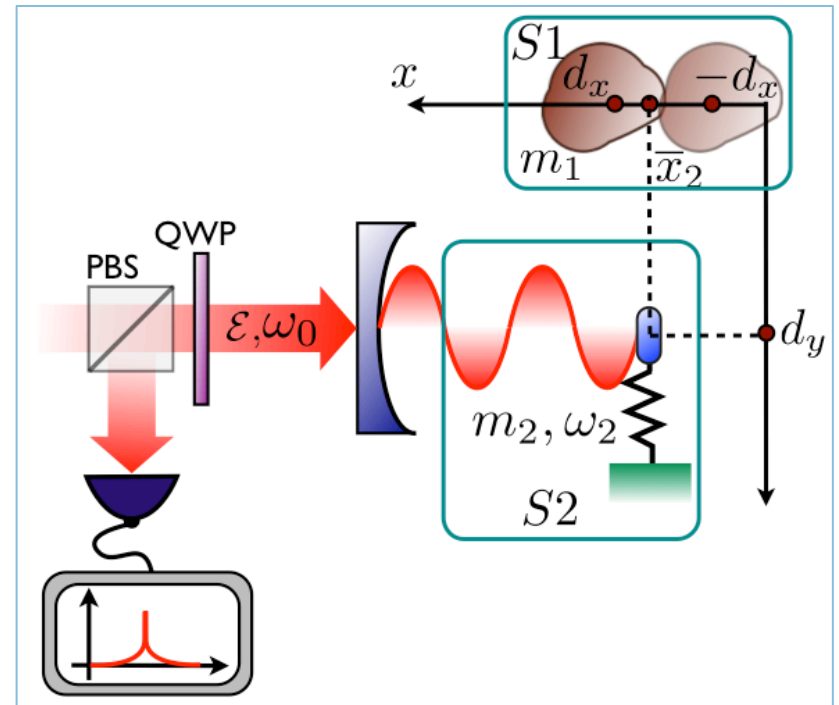 S1
x
d_x
-d_x
m_1
x̅_2
QWP
PBS
ℰ,ω_0
d_y
m_2, ω_2
S2